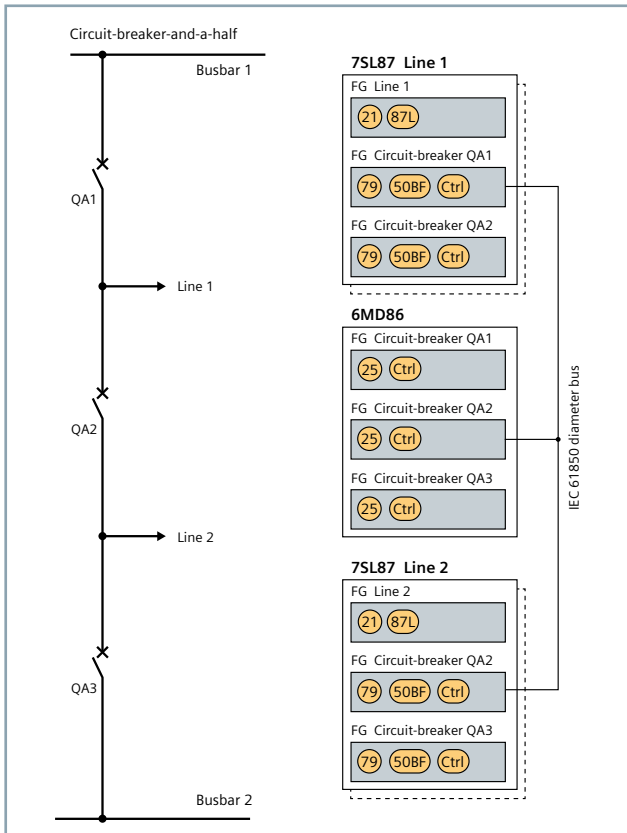 Circuit-breaker-and-a-half
Busbar 1
QA1
Line 1
QA2
Line 2
QA3
Busbar 2
7SL87 Line 1
FG Line 1
21 87L
FG Circuit-breaker QA1
79 50BF Ctrl
FG Circuit-breaker QA2
79 50BF Ctrl
6MD86
FG Circuit-breaker QA1
25 Ctrl
FG Circuit-breaker QA2
25 Ctrl
FG Circuit-breaker QA3
25 Ctrl
7SL87 Line 2
FG Line 2
21 87L
FG Circuit-breaker QA2
79 50BF Ctrl
FG Circuit-breaker QA3
79 50BF Ctrl
IEC 61850 diameter bus